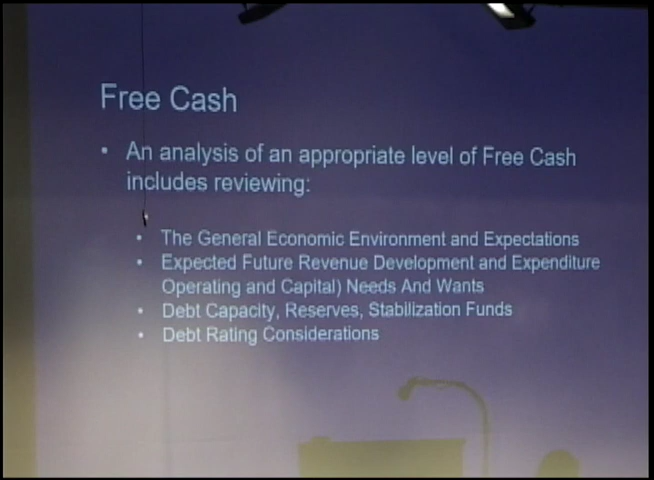 Free Cash
• An analysis of an appropriate level of Free Cash
includes reviewing:
• The General Economic Environment and Expectations
• Expected Future Revenue Development and Expenditure
Operating and Capital) Needs And Wants
• Debt Capacity, Reserves, Stabilization Funds
• Debt Rating Considerations